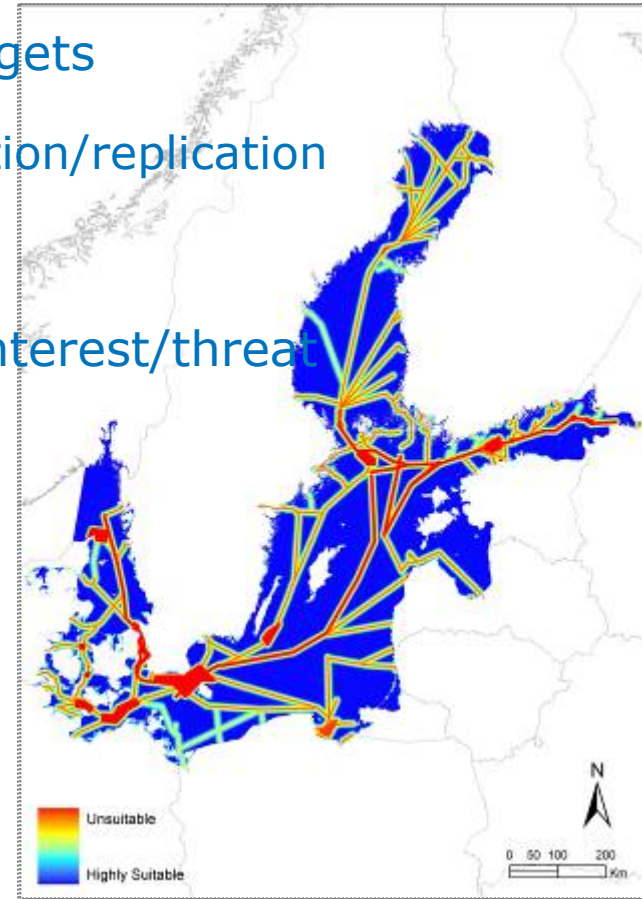 gets
tion/replication
nterest/threat
Unsuitable
Highly Suitable
N
0 50 100 200
Km